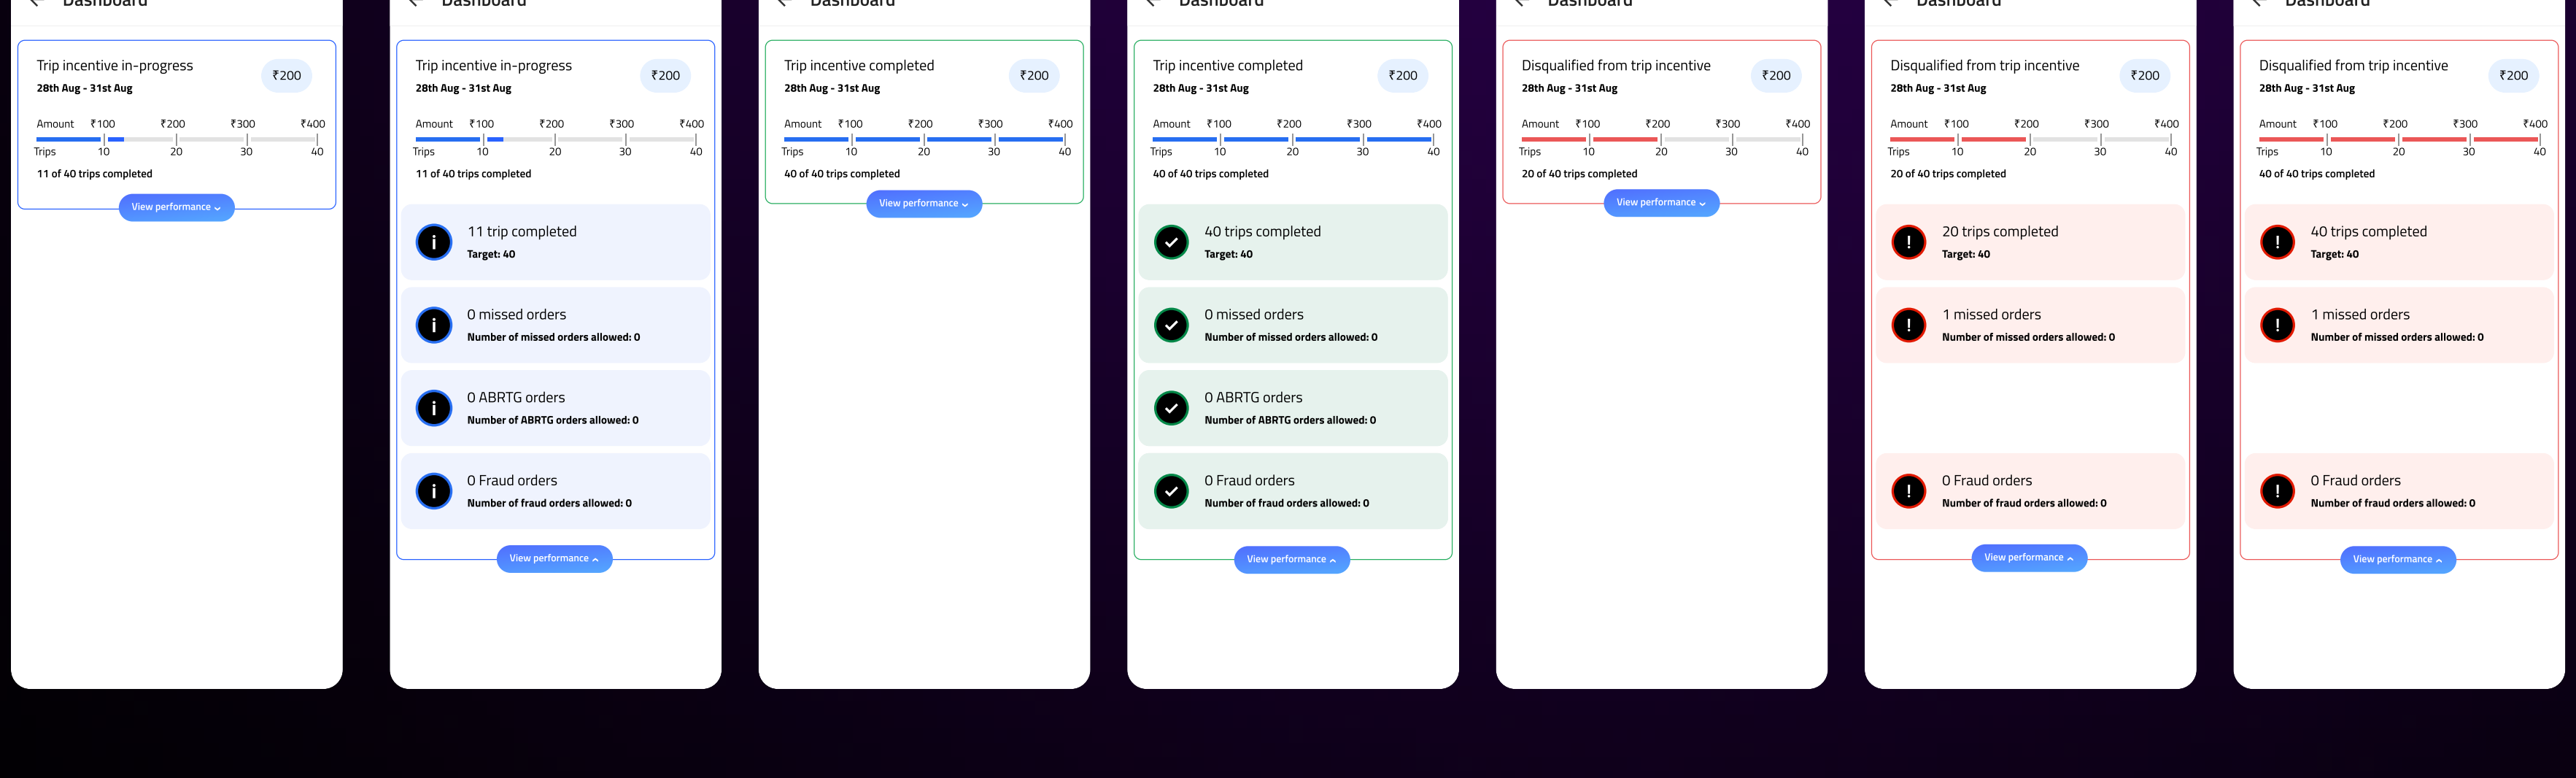 Dashboard
Trip incentive in-progress
₹200
28th Aug - 31st Aug
Amount ₹100 ₹200 ₹300 ₹400
Trips 10 20 30 40
11 of 40 trips completed
View performance
Dashboard
Trip incentive in-progress
₹200
28th Aug - 31st Aug
Amount ₹100 ₹200 ₹300 ₹400
Trips 10 20 30 40
11 of 40 trips completed
11 trip completed
Target: 40
0 missed orders
Number of missed orders allowed: 0
0 ABRTG orders
Number of ABRTG orders allowed: 0
0 Fraud orders
Number of fraud orders allowed: 0
View performance
Dashboard
Trip incentive completed
₹200
28th Aug - 31st Aug
Amount ₹100 ₹200 ₹300 ₹400
Trips 10 20 30 40
40 of 40 trips completed
View performance
Dashboard
Trip incentive completed
₹200
28th Aug - 31st Aug
Amount ₹100 ₹200 ₹300 ₹400
Trips 10 20 30 40
40 of 40 trips completed
40 trips completed
Target: 40
0 missed orders
Number of missed orders allowed: 0
0 ABRTG orders
Number of ABRTG orders allowed: 0
0 Fraud orders
Number of fraud orders allowed: 0
View performance
Dashboard
Disqualified from trip incentive
₹200
28th Aug - 31st Aug
Amount ₹100 ₹200 ₹300 ₹400
Trips 10 20 30 40
20 of 40 trips completed
View performance
Dashboard
Disqualified from trip incentive
₹200
28th Aug - 31st Aug
Amount ₹100 ₹200 ₹300 ₹400
Trips 10 20 30 40
20 of 40 trips completed
20 trips completed
Target: 40
1 missed orders
Number of missed orders allowed: 0
0 Fraud orders
Number of fraud orders allowed: 0
View performance
Dashboard
Disqualified from trip incentive
₹200
28th Aug - 31st Aug
Amount ₹100 ₹200 ₹300 ₹400
Trips 10 20 30 40
40 of 40 trips completed
40 trips completed
Target: 40
1 missed orders
Number of missed orders allowed: 0
0 Fraud orders
Number of fraud orders allowed: 0
View performance